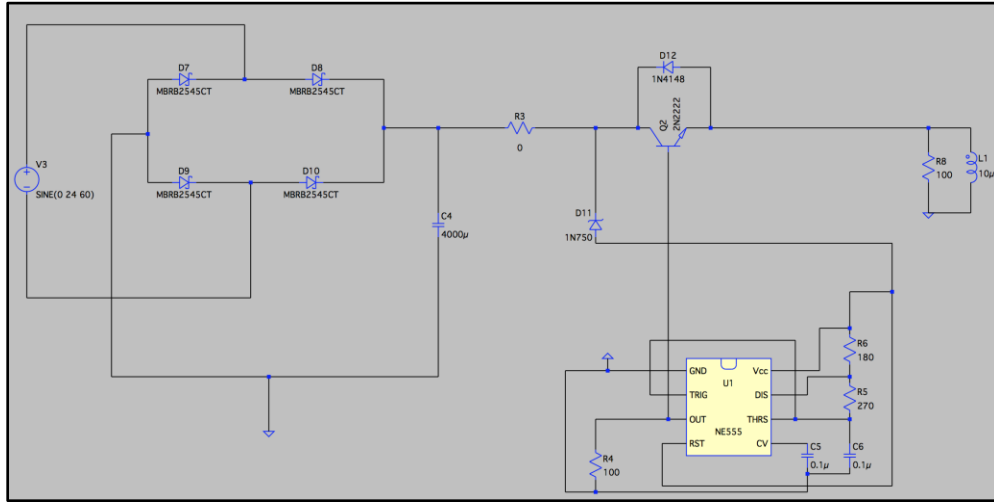 D7
MBRB2545CT
D8
MBRB2545CT
D12
1N4148
Q2
2N2222
R3
0
V3
SINE(0 24 60)
D9
MBRB2545CT
D10
MBRB2545CT
R8
100
L1
10µ
C4
4000µ
D11
1N750
R6
180
R5
270
U1
GND
Vcc
TRIG
DIS
OUT
THRS
RST
CV
NE555
R4
100
C5
0.1µ
C6
0.1µ